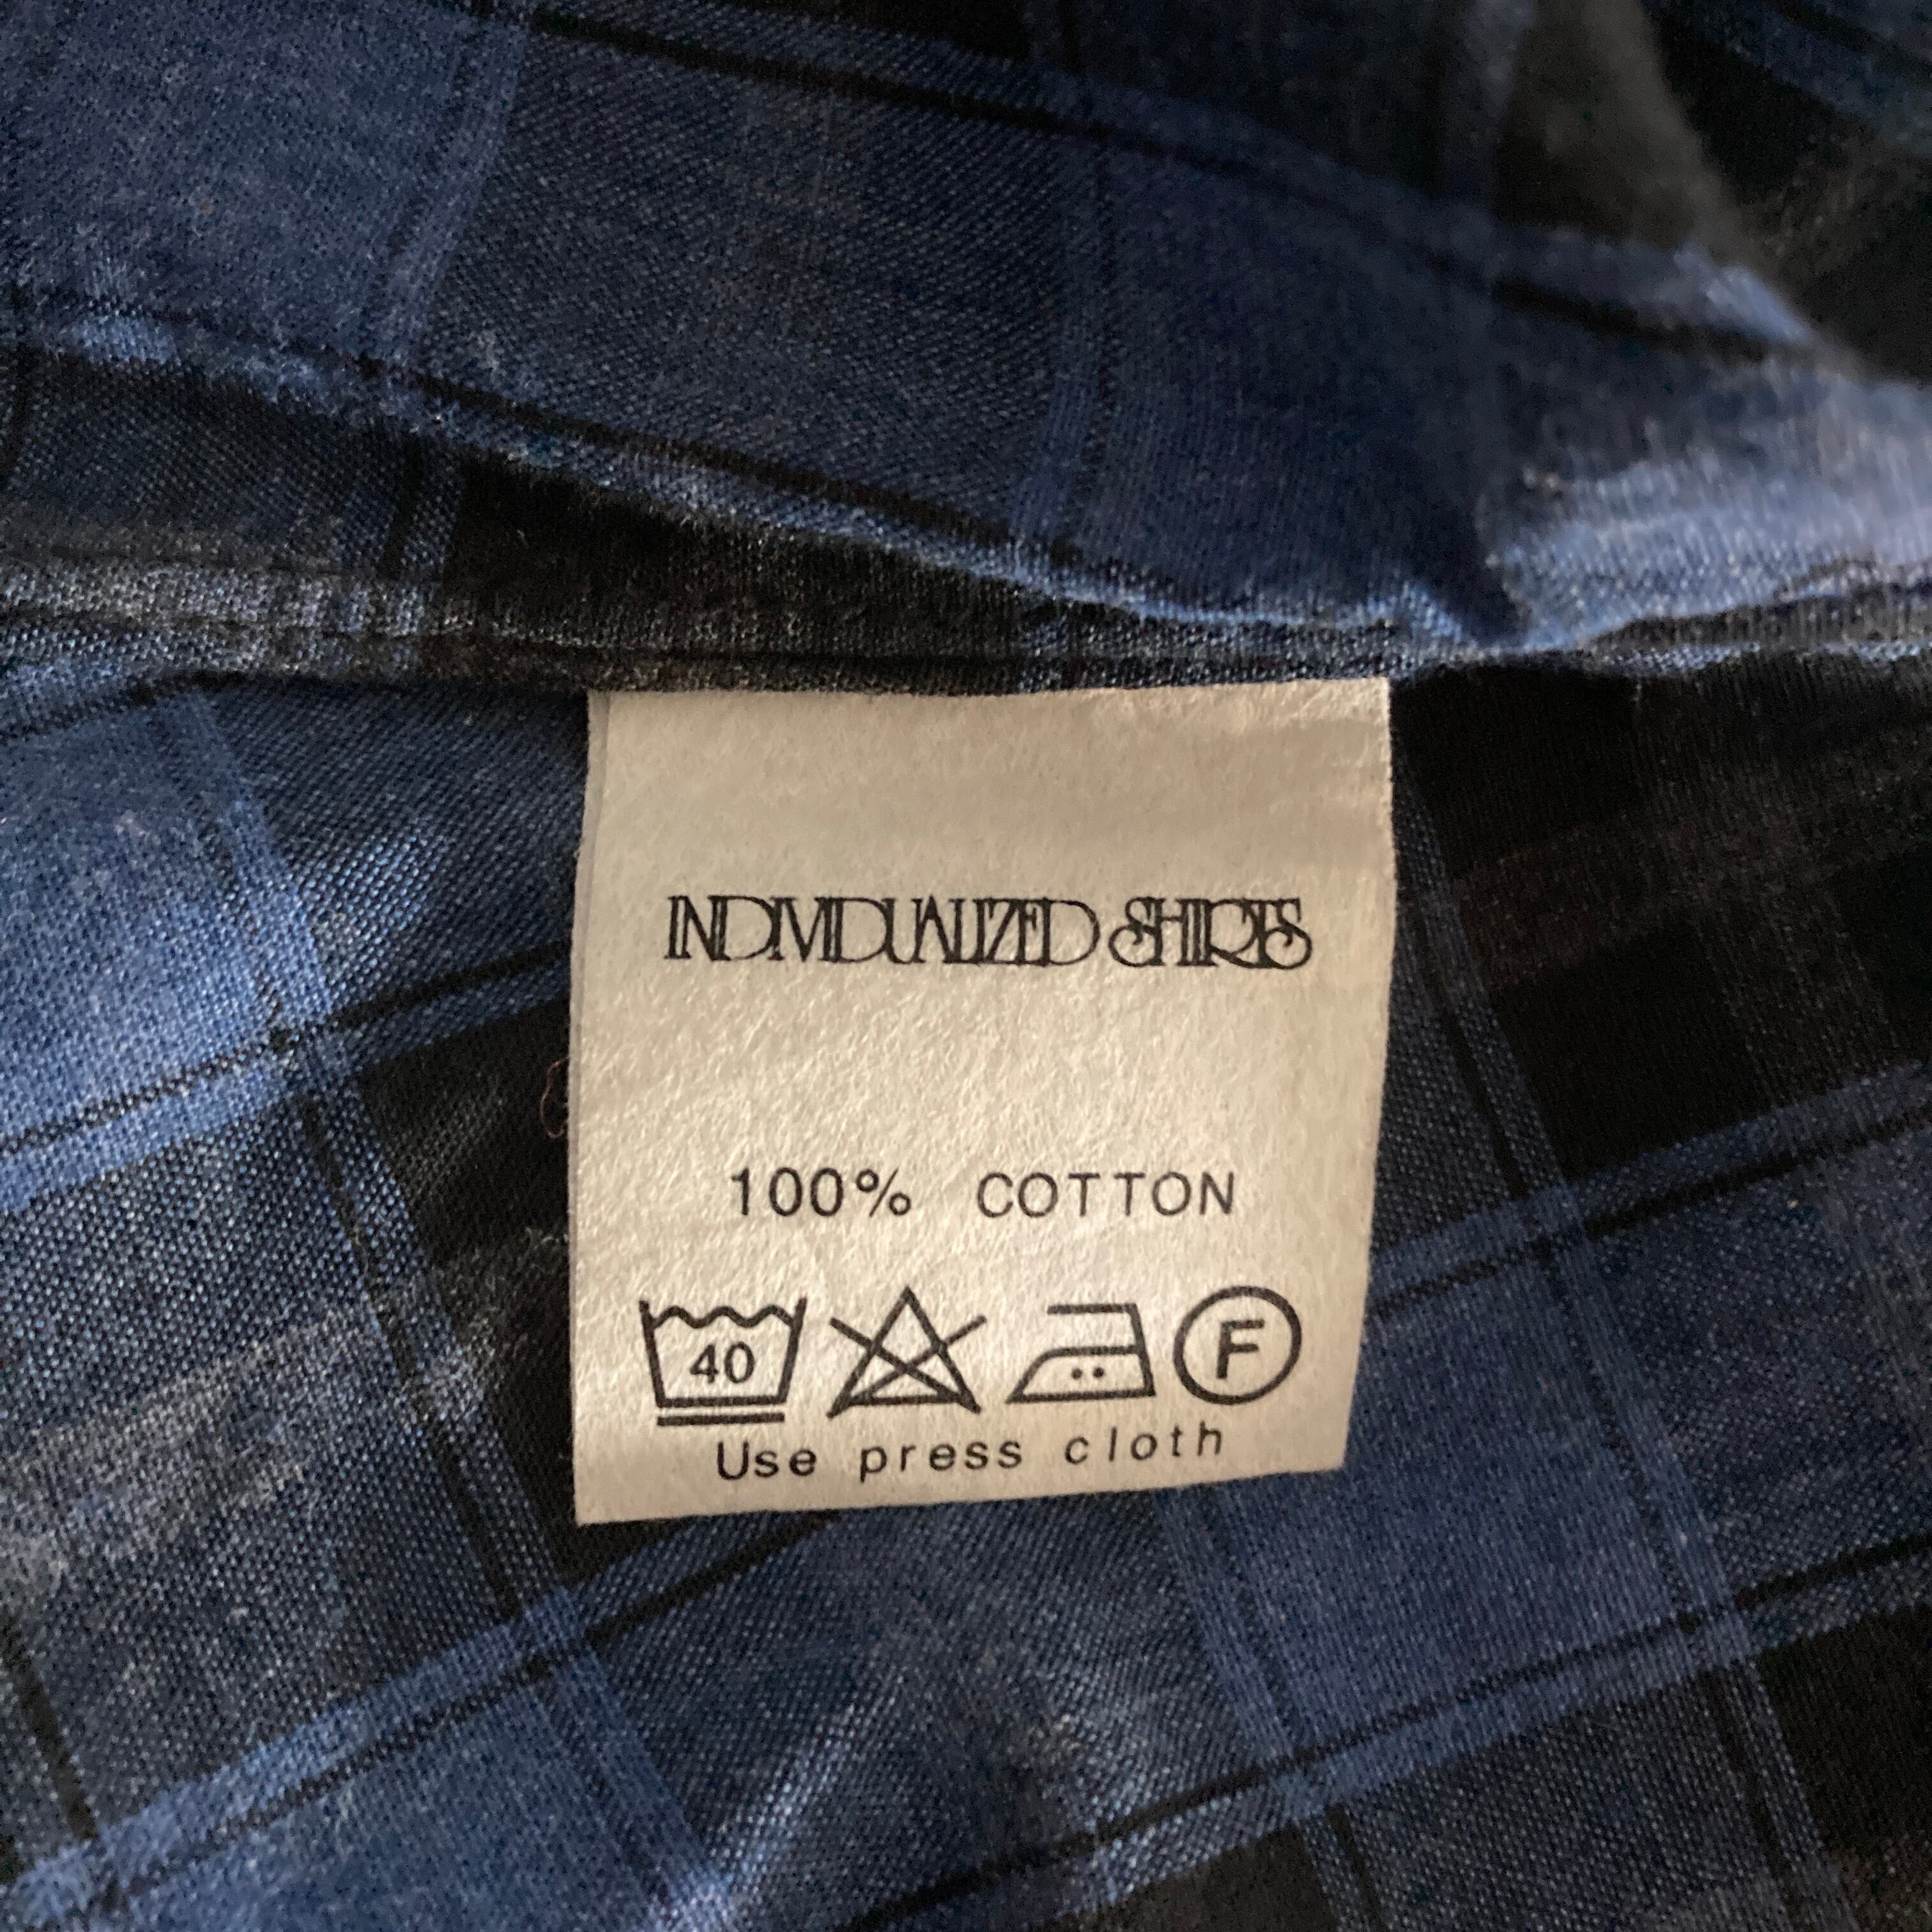 INDIVIDUALIZED SHIRTS
100% COTTON
40 F
Use press cloth